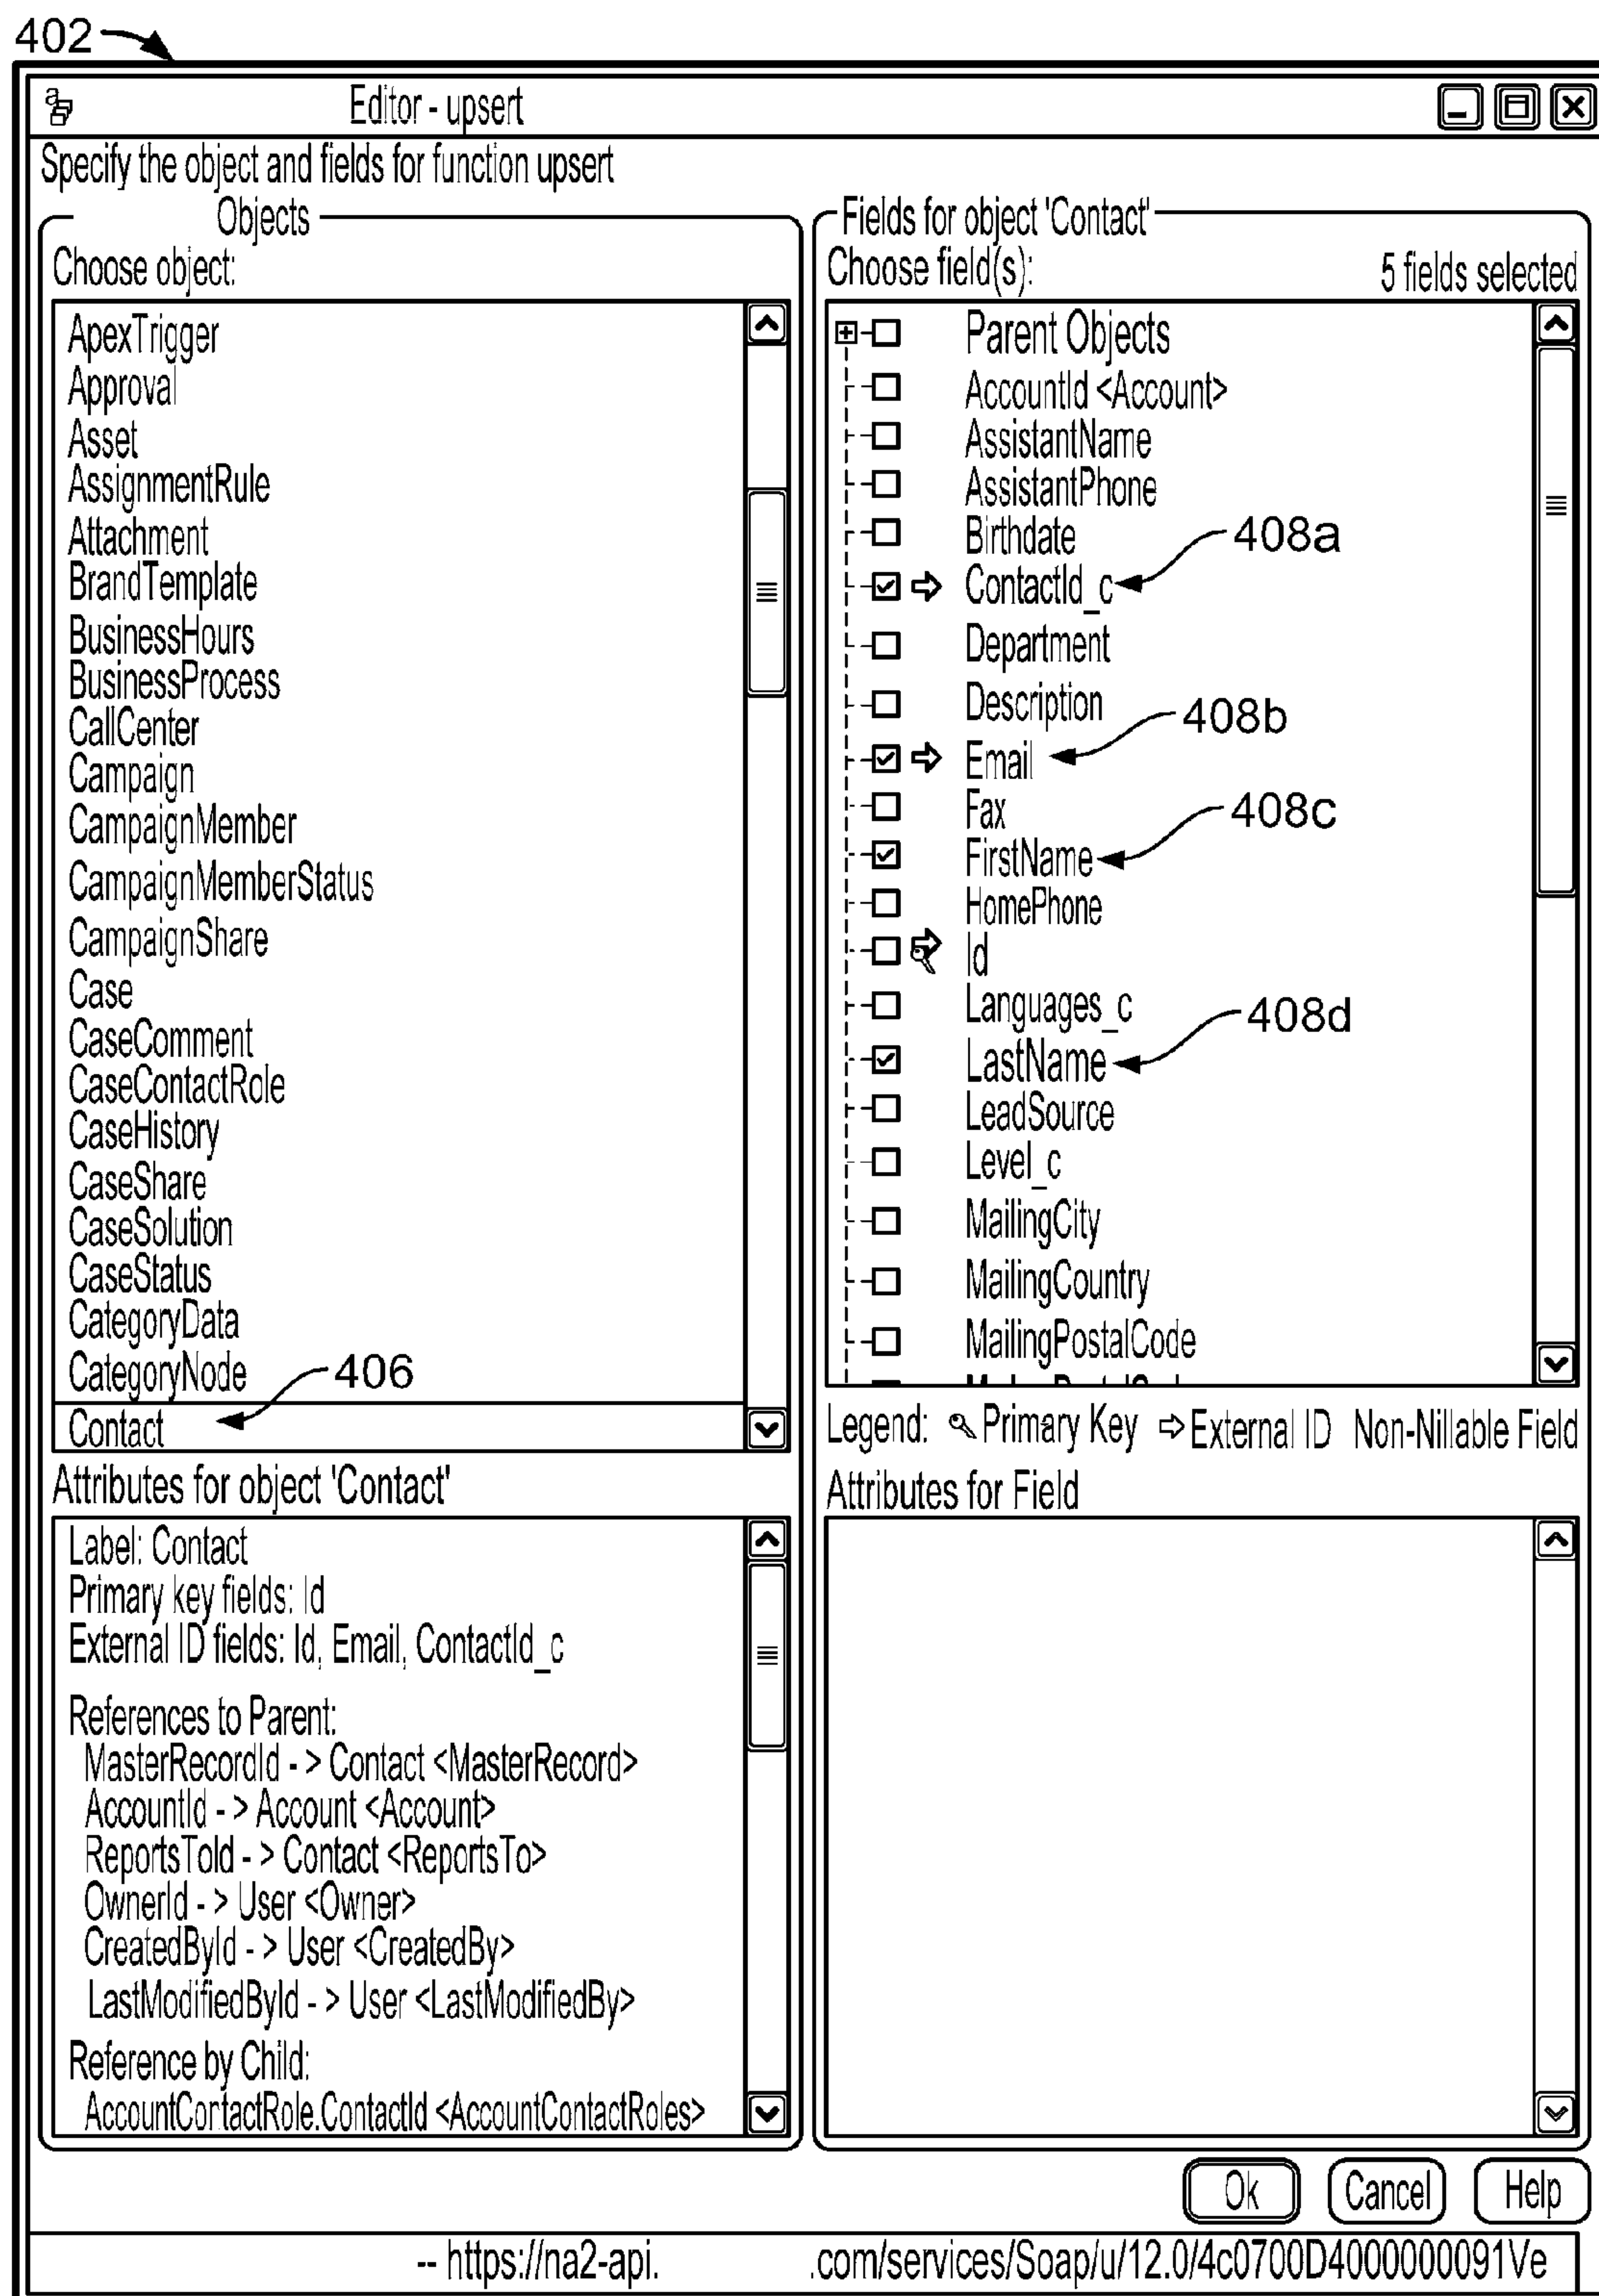 402
Editor - upsert
Specify the object and fields for function upsert
Objects
Choose object:
ApexTrigger
Approval
Asset
AssignmentRule
Attachment
BrandTemplate
BusinessHours
BusinessProcess
CallCenter
Campaign
CampaignMember
CampaignMemberStatus
CampaignShare
Case
CaseComment
CaseContactRole
CaseHistory
CaseShare
CaseSolution
CaseStatus
CategoryData
CategoryNode
406
Contact
Attributes for object 'Contact'
Label: Contact
Primary key fields: Id
External ID fields: Id, Email, ContactId_c
References to Parent:
MasterRecordId - > Contact <MasterRecord>
AccountId - > Account <Account>
ReportsToId - > Contact <ReportsTo>
OwnerId - > User <Owner>
CreatedById - > User <CreatedBy>
LastModifiedById - > User <LastModifiedBy>
Reference by Child:
AccountContactRole.ContactId <AccountContactRoles>
Fields for object 'Contact'
Choose field(s): 5 fields selected
Parent Objects
AccountId <Account>
AssistantName
AssistantPhone
Birthdate
408a
ContactId_c
Department
Description
408b
Email
Fax
408c
FirstName
HomePhone
Id
Languages_c
408d
LastName
LeadSource
Level_c
MailingCity
MailingCountry
MailingPostalCode
Legend: Primary Key External ID Non-Nillable Field
Attributes for Field
Ok Cancel Help
-- https://na2-api. .com/services/Soap/u/12.0/4c0700D4000000091Ve